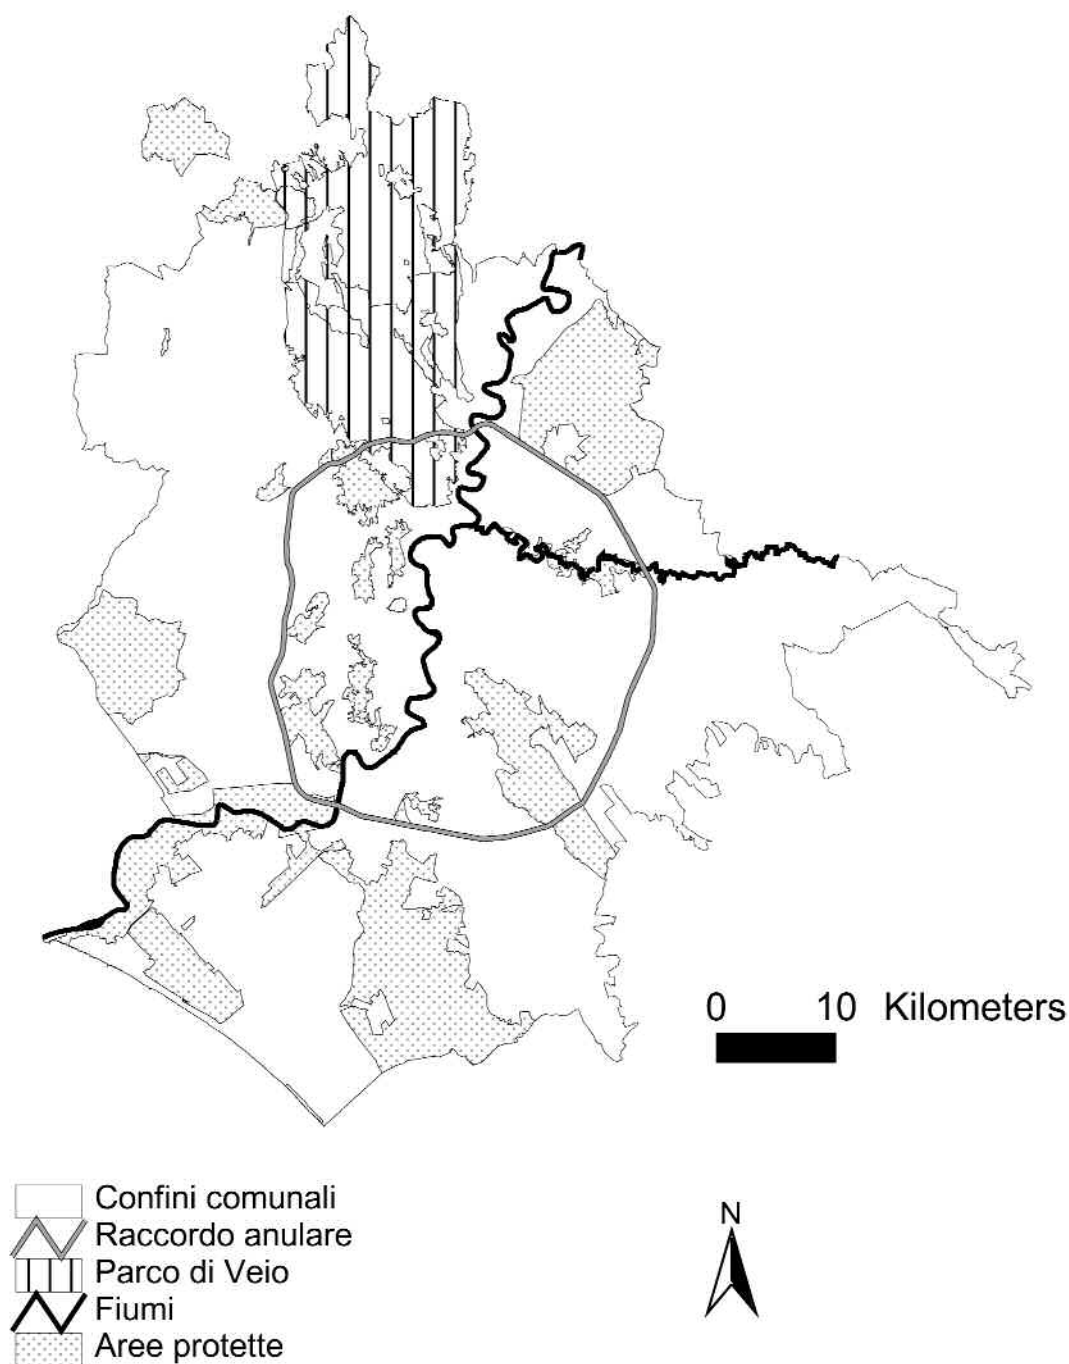 0 10 Kilometers
Confini comunali
N
Raccordo anulare
Parco di Veio
Fiumi
Aree protette